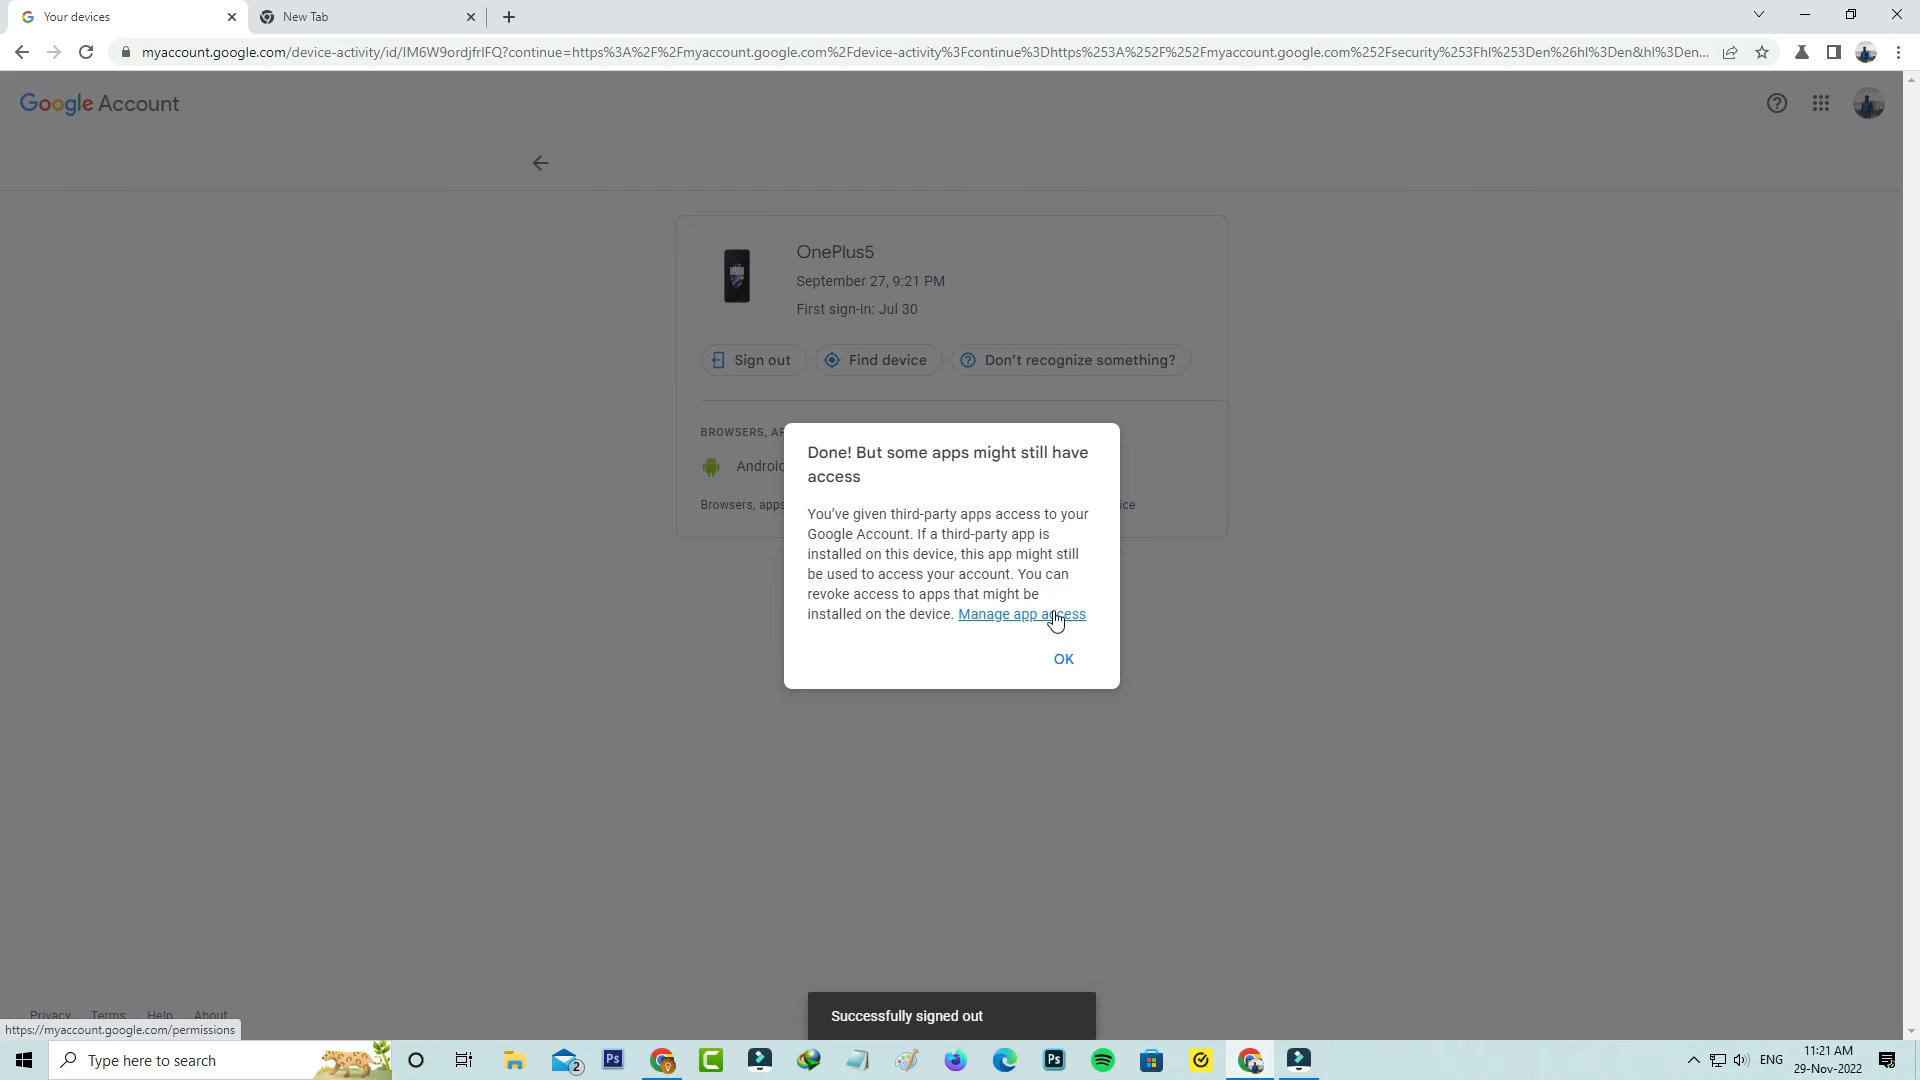 Your devices
New Tab
myaccount.google.com/device-activity/id/IM6W9ordjfrIFQ?continue=https%3A%2F%2Fmyaccount.google.com%2Fdevice-activity%3Fcontinue%3Dhttps%253A%252F%252Fmyaccount.google.com%252Fsecurity%253Fhl%253Den%26hl%3Den&hl%3Den...
Google Account
OnePlus5
September 27, 9:21 PM
First sign-in: Jul 30
Sign out
Find device
Don't recognize something?
BROWSERS, AP
Androi
Browsers, apps
ice
Done! But some apps might still have
access
You've given third-party apps access to your
Google Account. If a third-party app is
installed on this device, this app might still
be used to access your account. You can
revoke access to apps that might be
installed on the device. Manage app access
OK
Successfully signed out
Privacy Terms Help About
https://myaccount.google.com/permissions
Type here to search
2
Ps
Ps
ENG
11:21 AM
29-Nov-2022